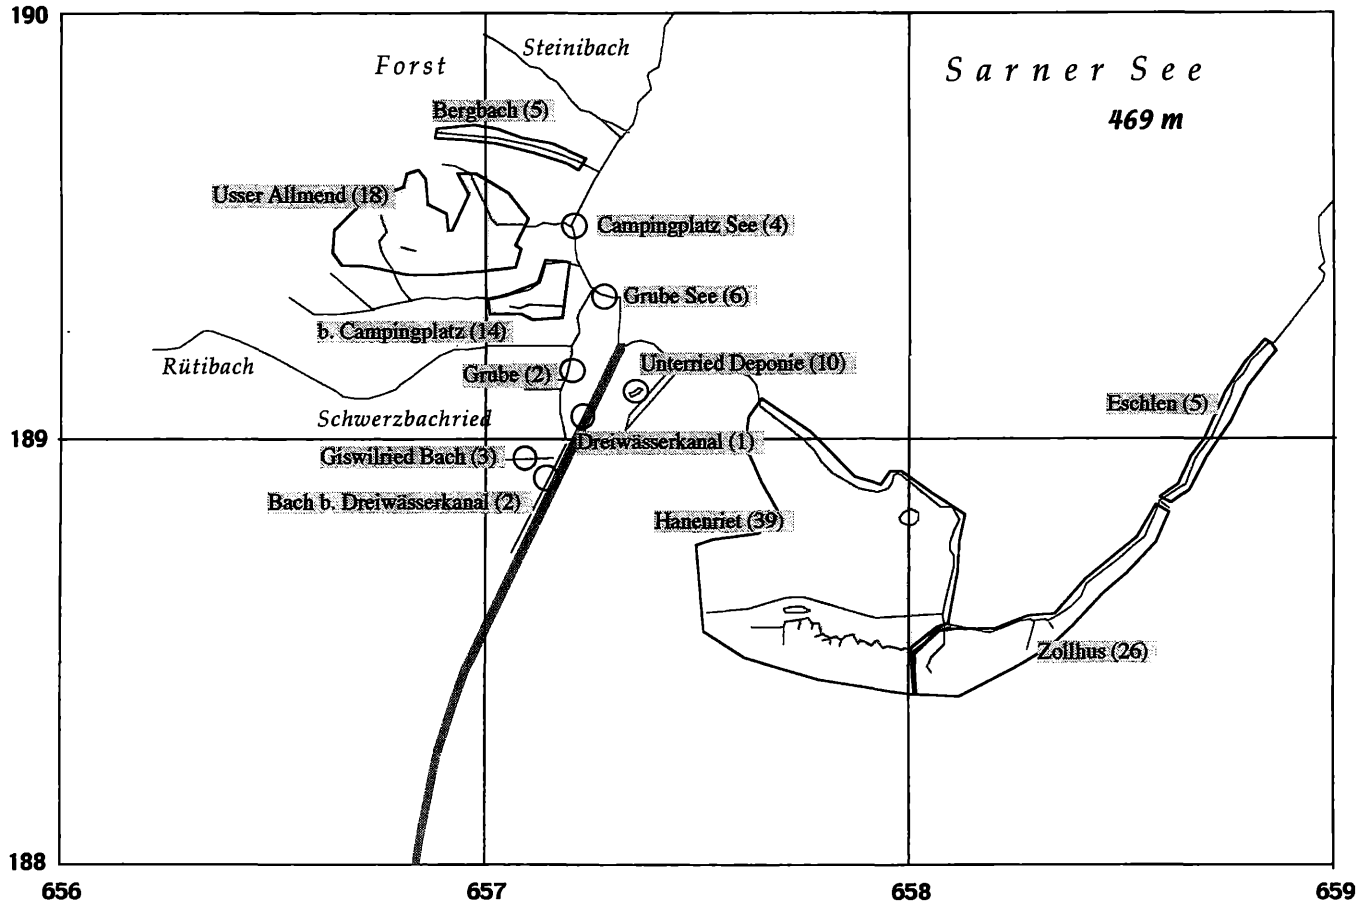 190
Steinibach
Forst
Sarner See
Bergbach (5)
469 m
Usser Allmend (18)
Campingplatz See (4)
Grube See (6)
b. Campingplatz (14)
Rütibach
Grube (2)
Unterried Deponie (10)
Eschlen (5)
Schwerzbachried
189
Dreiwässerkanal (1)
Giswilried Bach (3)
Bach b. Dreiwässerkanal (2)
Hanenriet (39)
Zollhus (26)
188
656
657
658
659